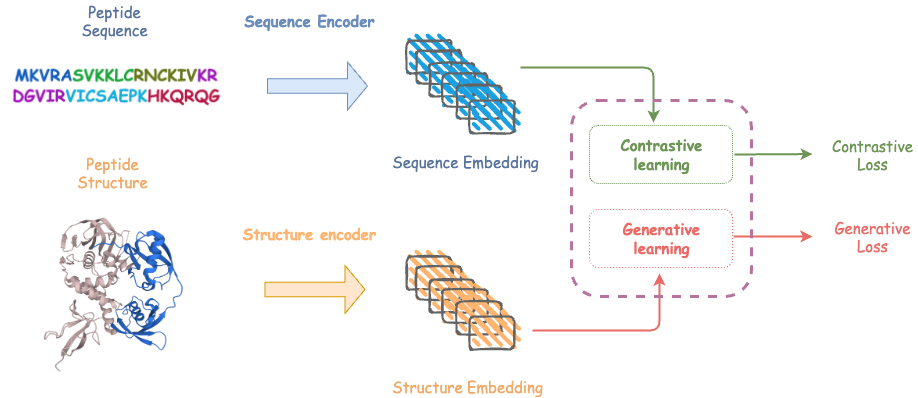 Peptide
Sequence
Sequence Encoder
MKVRASVKKLCRNCKIVKR
DGVIRVICSAEPKHKQRQG
Sequence Embedding
Contrastive
learning
Contrastive
Loss
Peptide
Structure
Structure encoder
Generative
learning
Generative
Loss
Structure Embedding